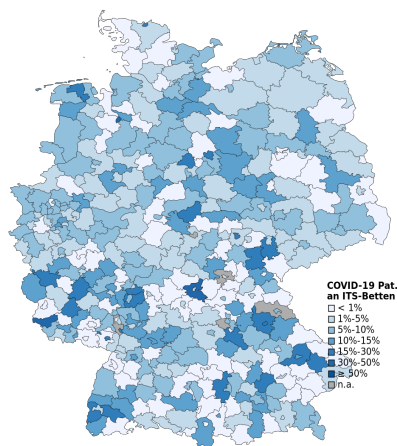 COVID-19 Pat.
an ITS-Betten
< 1%
1%-5%
5%-10%
10%-15%
15%-30%
30%-50%
≥ 50%
n.a.